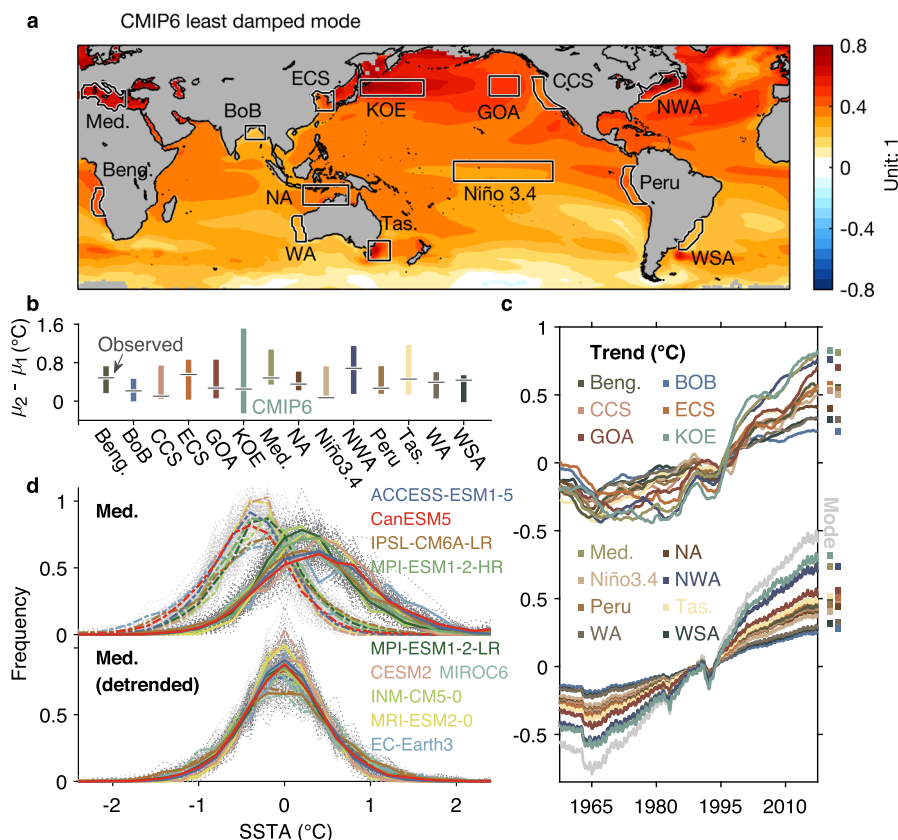 a CMIP6 least damped mode
ECS
CCS
BoB
KOE
GOA
NWA
Med.
Beng.
NA
Niño 3.4
Peru
Tas.
WA
WSA
0.8
0.4
0
-0.4
-0.8
Unit: 1
b
μ2 - μ1 (°C)
1.6
0.8
0
Observed
CMIP6
Beng.
BoB
CCS
ECS
GOA
KOE
Med.
NA
Niño3.4
NWA
Peru
Tas.
WA
WSA
c
1
0.5
0
-0.5
Trend (°C)
Beng. BOB
CCS ECS
GOA KOE
Mode
Med. NA
Niño3.4 NWA
Peru Tas.
WA WSA
0
-0.5
1965 1980 1995 2010
d
Frequency
1
0.5
0
Med.
ACCESS-ESM1-5
CanESM5
IPSL-CM6A-LR
MPI-ESM1-2-HR
0.5
0
Med.
(detrended)
MPI-ESM1-2-LR
CESM2 MIROC6
INM-CM5-0
MRI-ESM2-0
EC-Earth3
-2 -1 0 1 2
SSTA (°C)